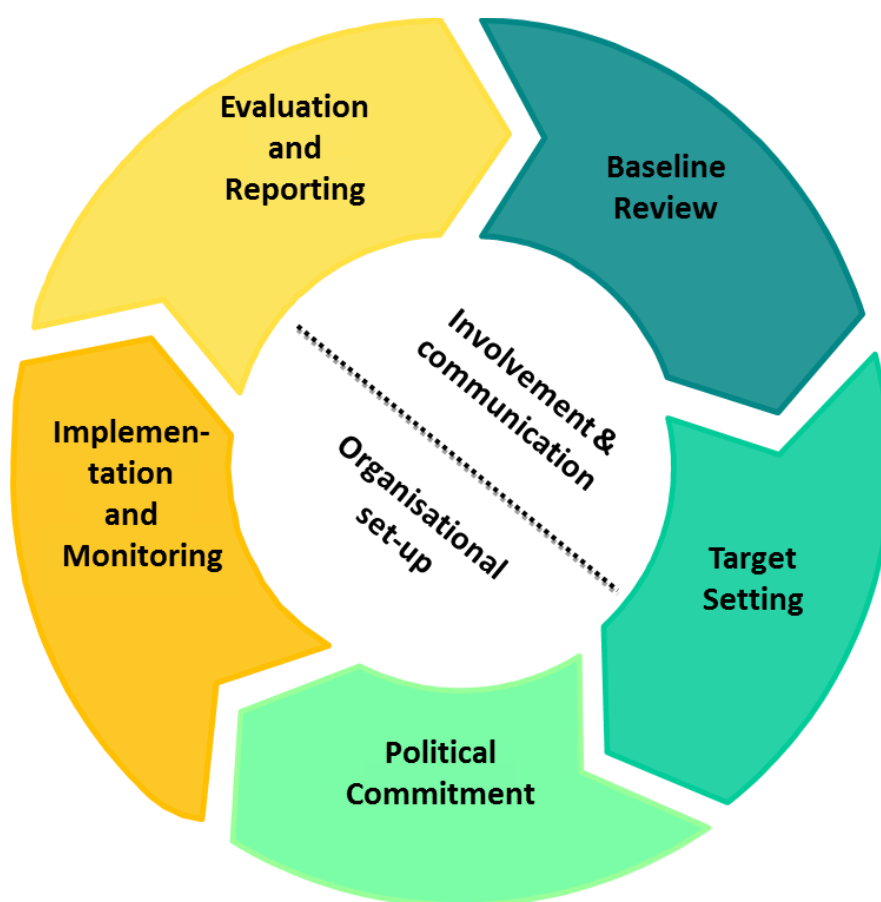 Evaluation
and
Reporting
Baseline
Review
Involvement &
communication
Organisational
set-up
Implemen-
tation
and
Monitoring
Target
Setting
Political
Commitment